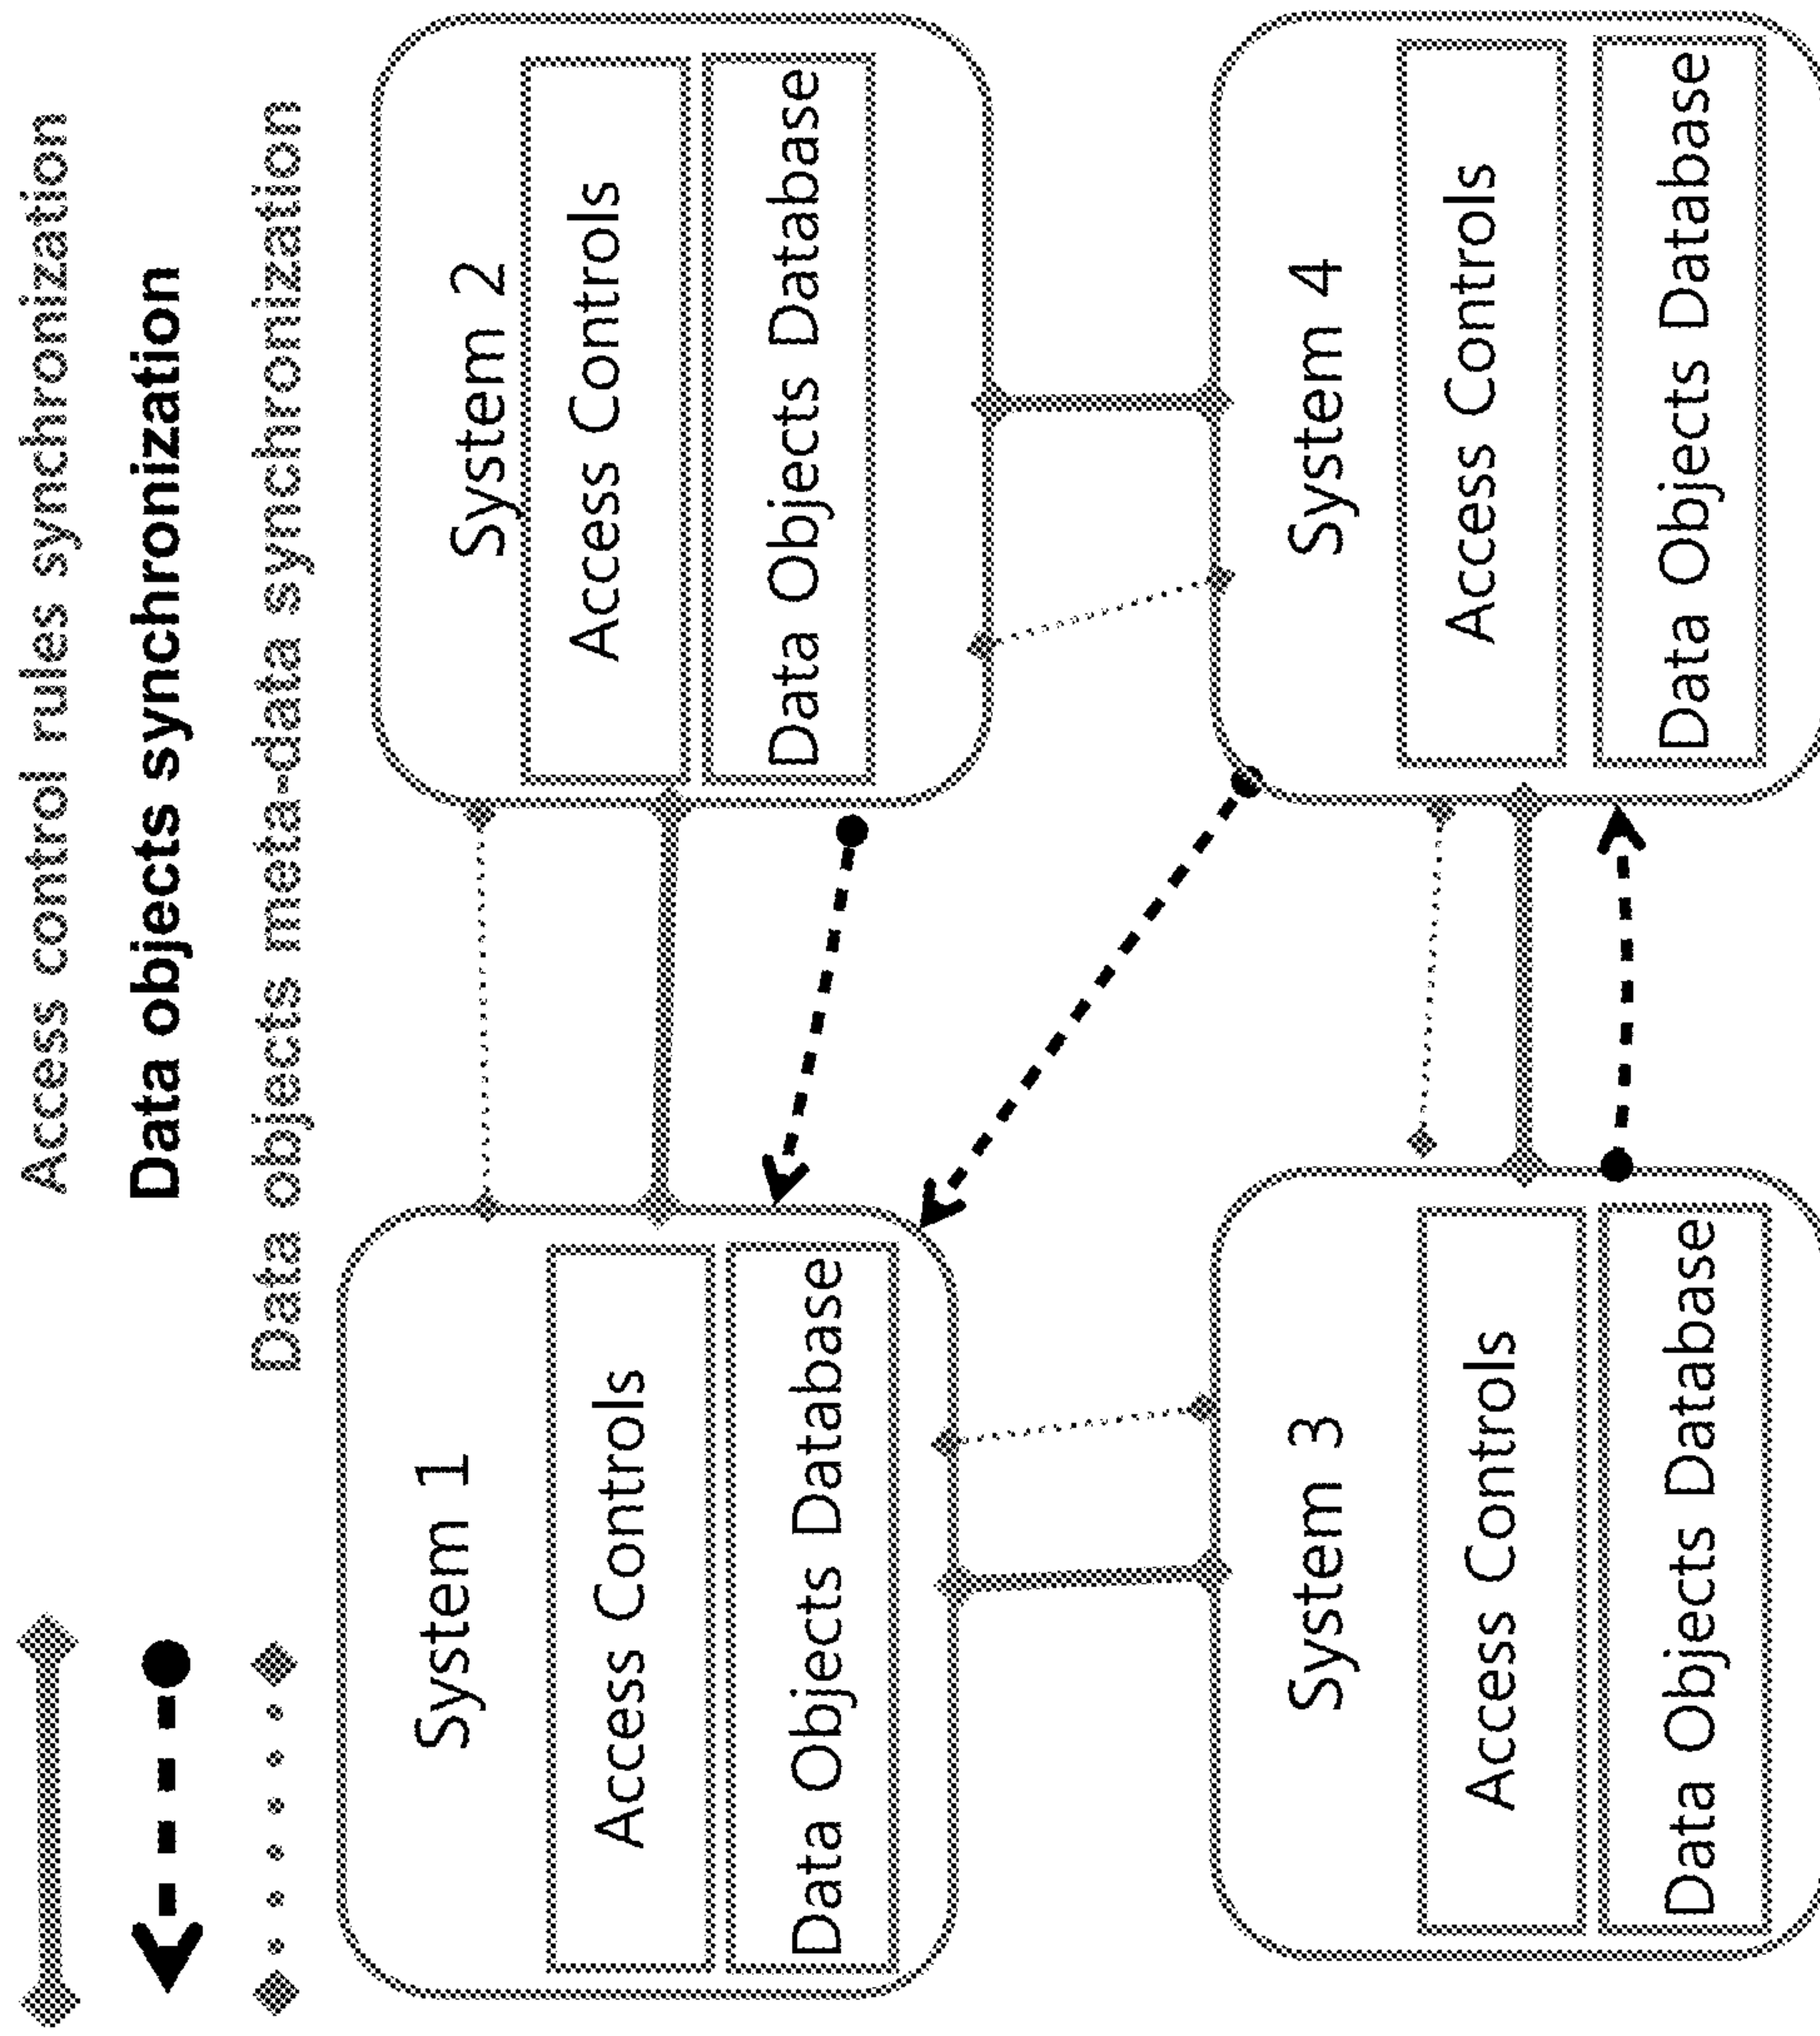 Access control rules synchronization
Data objects synchronization
Data objects meta-data synchronization
System 1
Access Controls
Data Objects Database
System 2
Access Controls
Data Objects Database
System 3
Access Controls
Data Objects Database
System 4
Access Controls
Data Objects Database